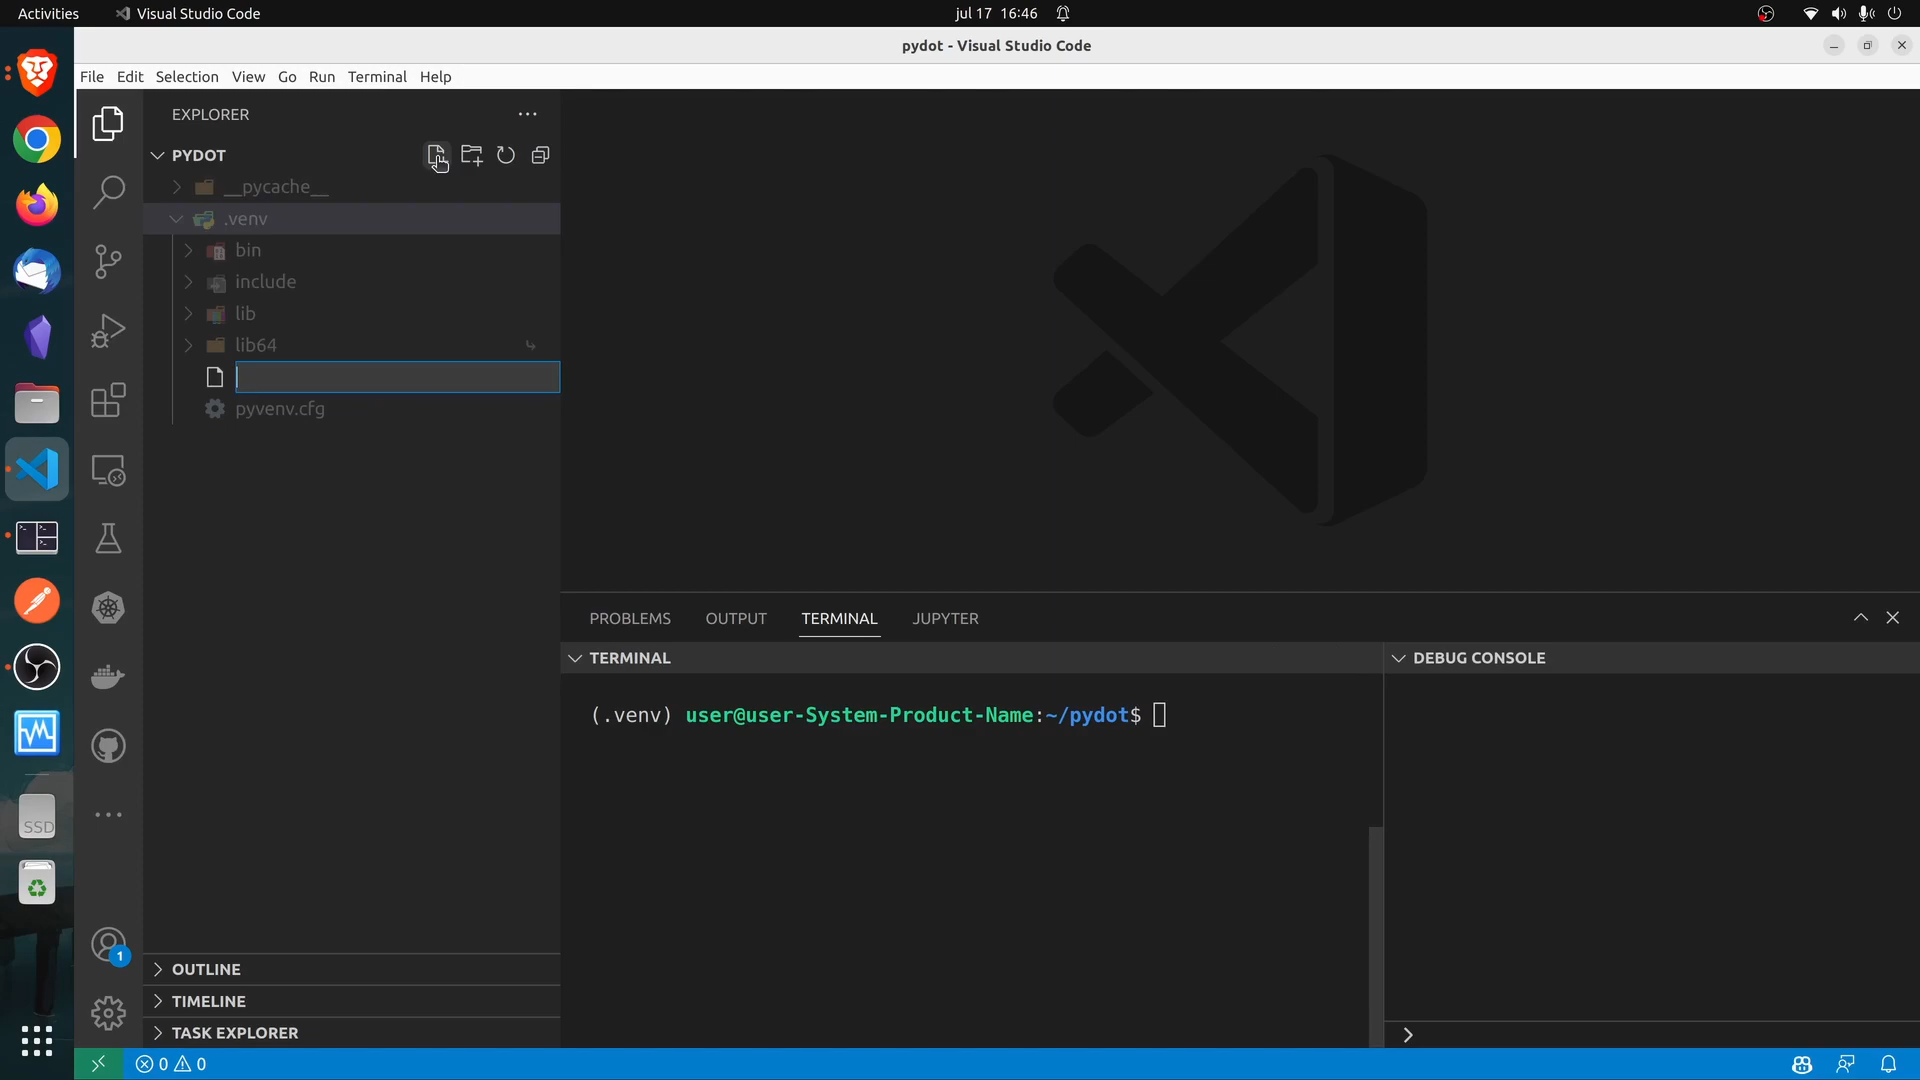 Activities Visual Studio Code jul 17 16:46
pydot - Visual Studio Code
File Edit Selection View Go Run Terminal Help
EXPLORER
PYDOT
__pycache__
.venv
bin
include
lib
lib64
pyvenv.cfg
PROBLEMS OUTPUT TERMINAL JUPYTER
TERMINAL
DEBUG CONSOLE
(.venv) user@user-System-Product-Name:~/pydot$
SSD
1
OUTLINE
TIMELINE
TASK EXPLORER
0 0